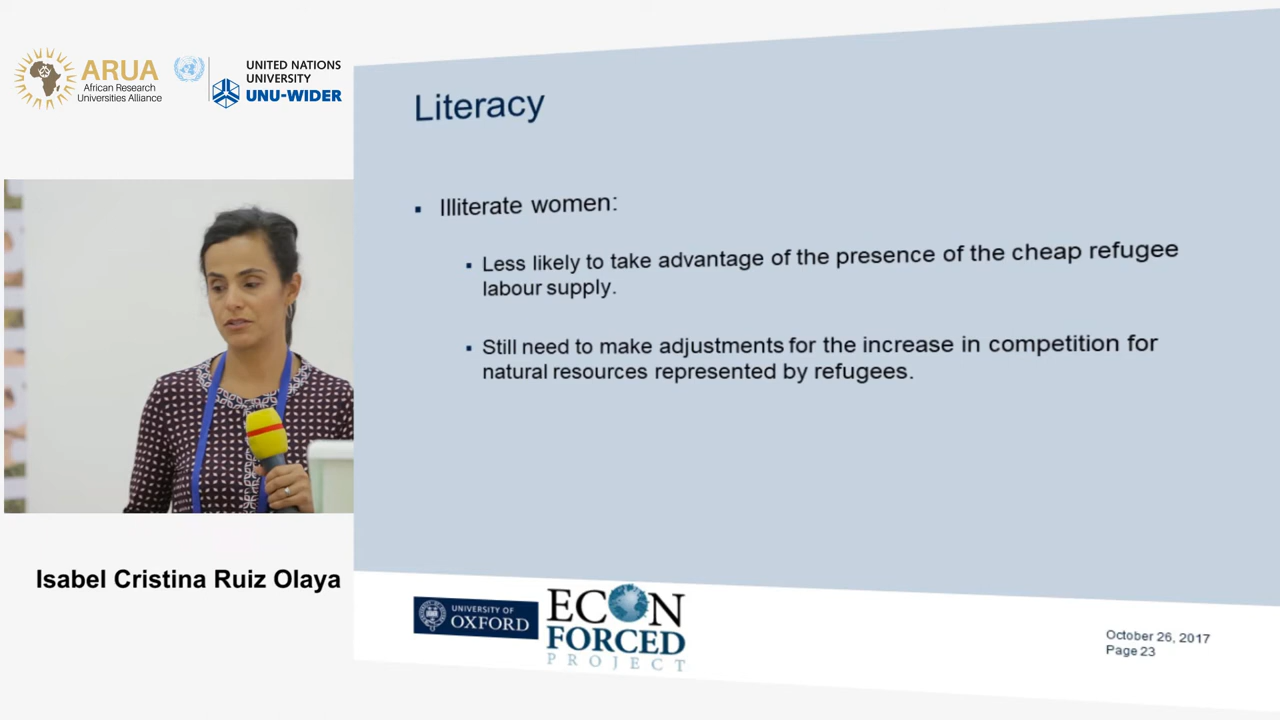 ARUA
African Research
Universities Alliance
UNITED NATIONS
UNIVERSITY
UNU-WIDER
Literacy
Illiterate women:
Less likely to take advantage of the presence of the cheap refugee
labour supply.
Still need to make adjustments for the increase in competition for
natural resources represented by refugees.
Isabel Cristina Ruiz Olaya
UNIVERSITY OF
OXFORD
ECON
FORCED
PROJECT
October 26, 2017
Page 23